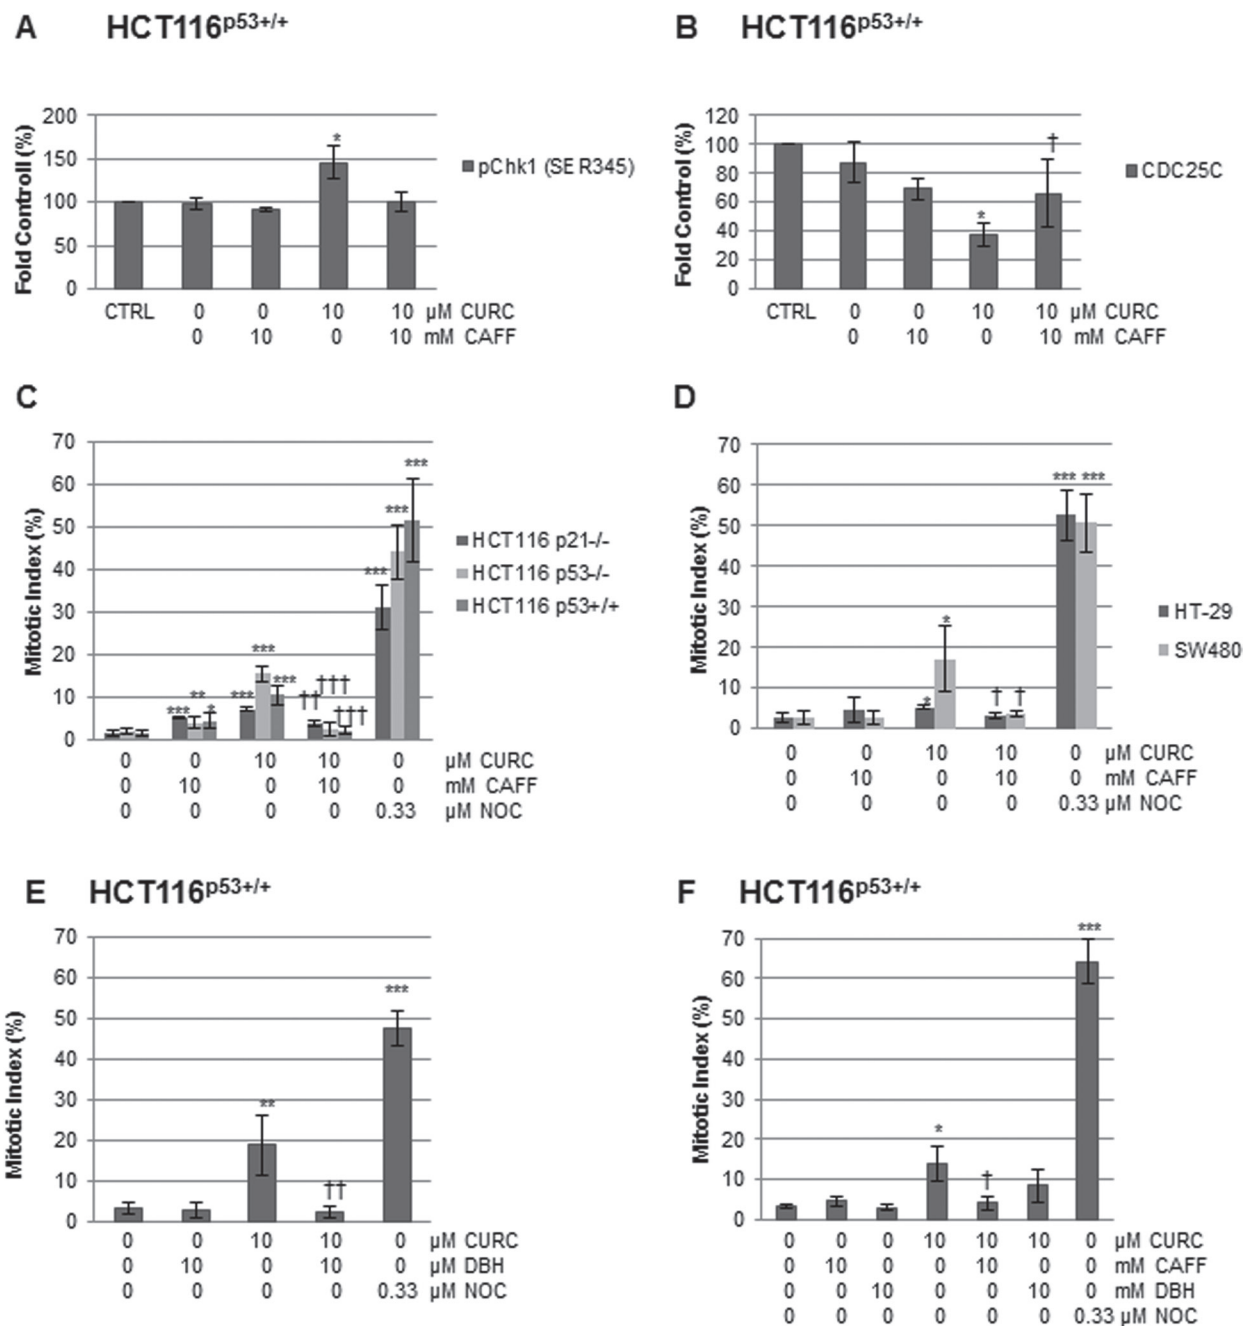 A HCT116p53+/+
Fold Controll (%)
200
150
100
50
0
*
pChk1 (SER345)
CTRL 0 0 10 10 µM CURC
0 10 0 10 mM CAFF
B HCT116p53+/+
Fold Control (%)
120
100
80
60
40
20
0
*
†
CDC25C
CTRL 0 0 10 10 µM CURC
0 10 0 10 mM CAFF
C
Mitotic Index (%)
70
60
50
40
30
20
10
0
*** ** *
*** *** ***
†† ††† †††
*** *** ***
HCT116 p21-/-
HCT116 p53-/-
HCT116 p53+/+
0 0 10 10 0 µM CURC
0 10 0 10 0 mM CAFF
0 0 0 0 0.33 µM NOC
D
Mitotic Index (%)
70
60
50
40
30
20
10
0
* *
† †
*** ***
HT-29
SW480
0 0 10 10 0 µM CURC
0 10 0 10 0 mM CAFF
0 0 0 0 0.33 µM NOC
E HCT116p53+/+
Mitotic Index (%)
70
60
50
40
30
20
10
0
**
††
***
0 0 10 10 0 µM CURC
0 10 0 10 0 µM DBH
0 0 0 0 0.33 µM NOC
F HCT116p53+/+
Mitotic Index (%)
70
60
50
40
30
20
10
0
*
†
***
0 0 0 10 10 10 0 µM CURC
0 10 0 0 10 0 0 mM CAFF
0 0 10 0 0 10 0 mM DBH
0 0 0 0 0 0 0.33 µM NOC